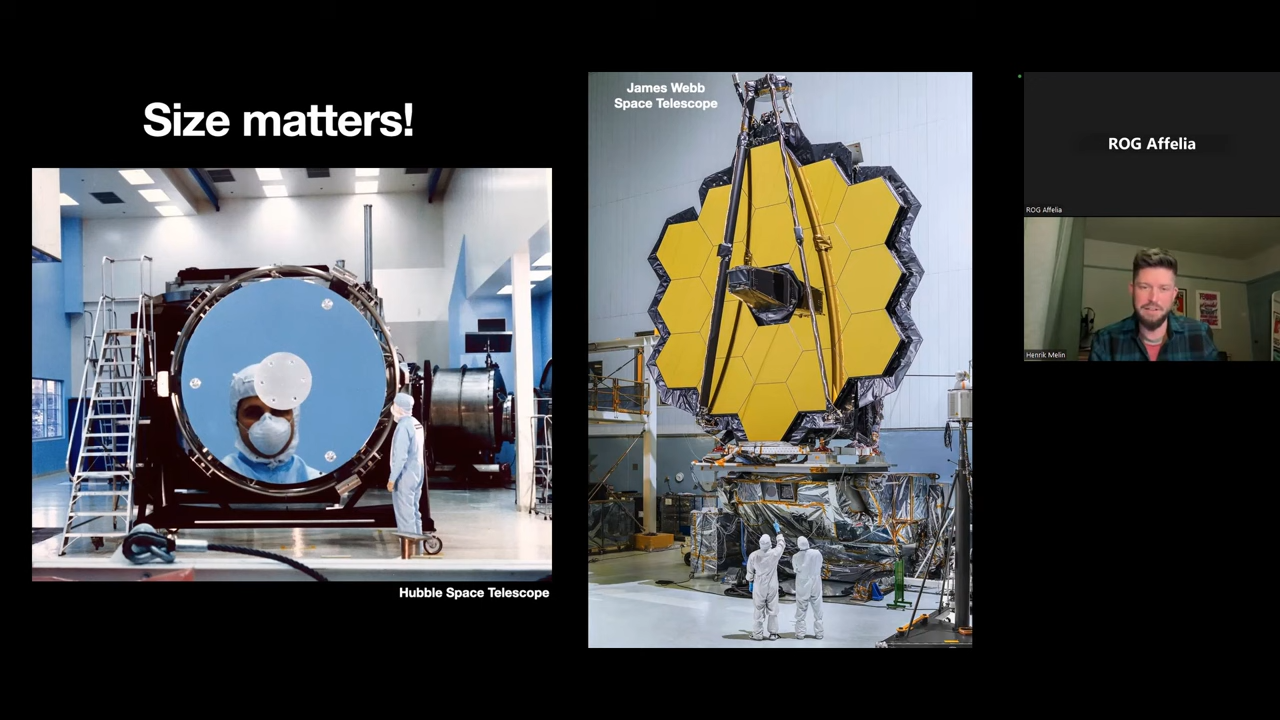 Size matters!
James Webb
Space Telescope
Hubble Space Telescope
ROG Affelia
ROG Affelia
Henrik Melin